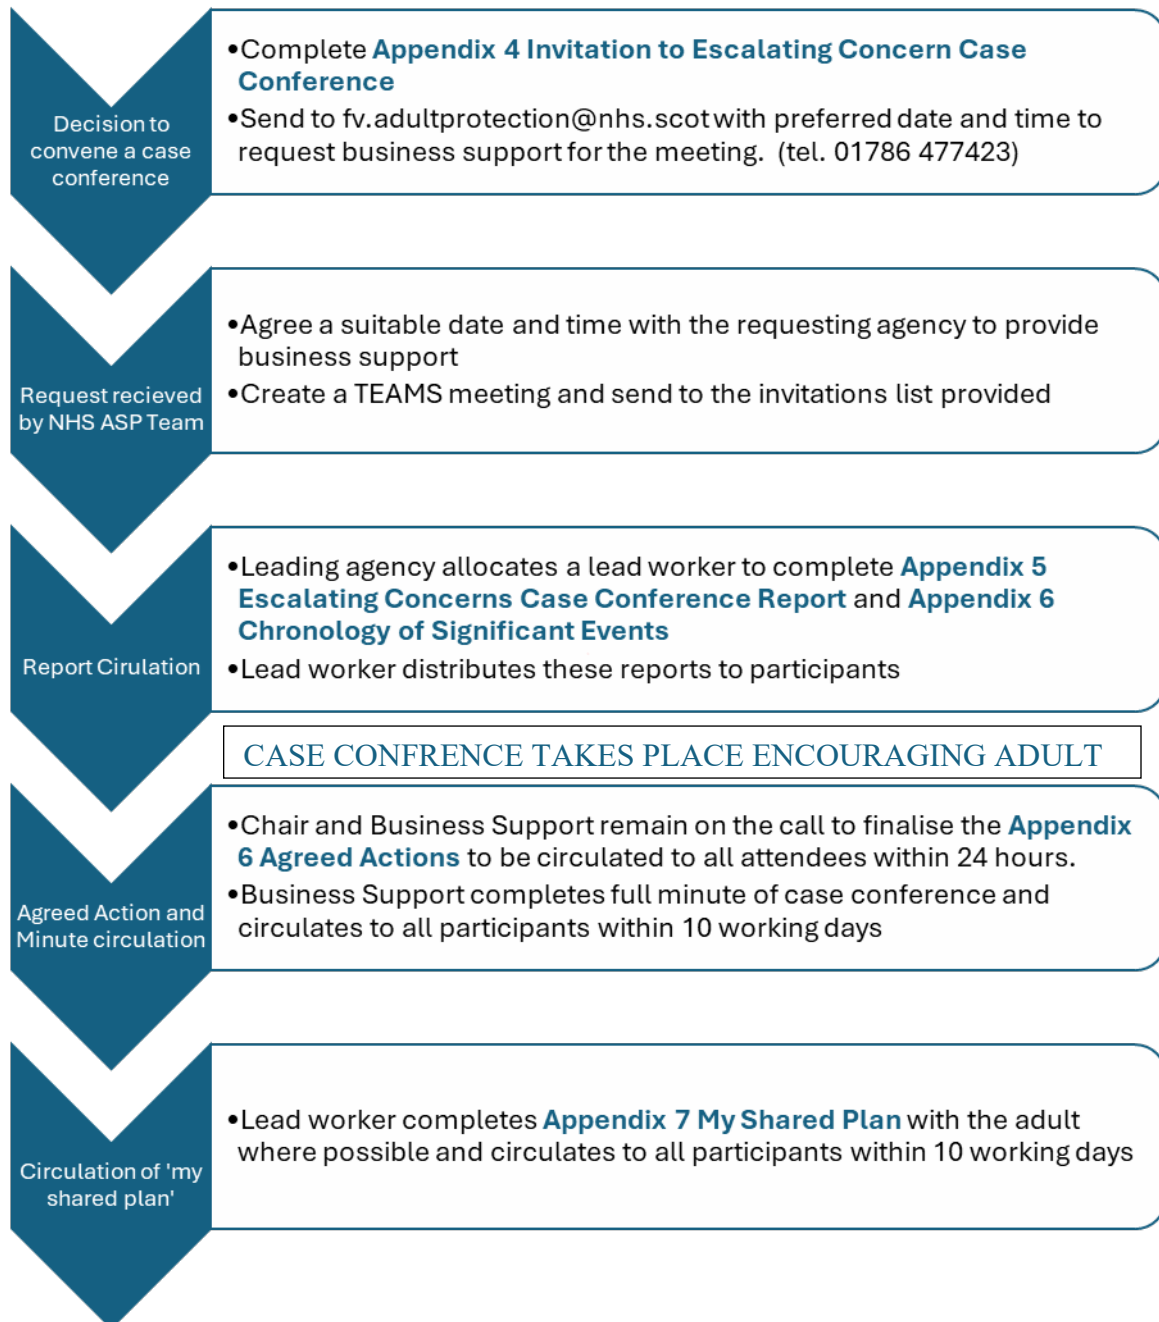 Decision to
convene a case
conference
•Complete Appendix 4 Invitation to Escalating Concern Case
Conference
•Send to fv.adultprotection@nhs.scot with preferred date and time to
request business support for the meeting. (tel. 01786 477423)
Request recieved
by NHS ASP Team
•Agree a suitable date and time with the requesting agency to provide
business support
•Create a TEAMS meeting and send to the invitations list provided
Report Cirulation
•Leading agency allocates a lead worker to complete Appendix 5
Escalating Concerns Case Conference Report and Appendix 6
Chronology of Significant Events
•Lead worker distributes these reports to participants
CASE CONFRENCE TAKES PLACE ENCOURAGING ADULT
Agreed Action and
Minute circulation
•Chair and Business Support remain on the call to finalise the Appendix
6 Agreed Actions to be circulated to all attendees within 24 hours.
•Business Support completes full minute of case conference and
circulates to all participants within 10 working days
Circulation of 'my
shared plan'
•Lead worker completes Appendix 7 My Shared Plan with the adult
where possible and circulates to all participants within 10 working days